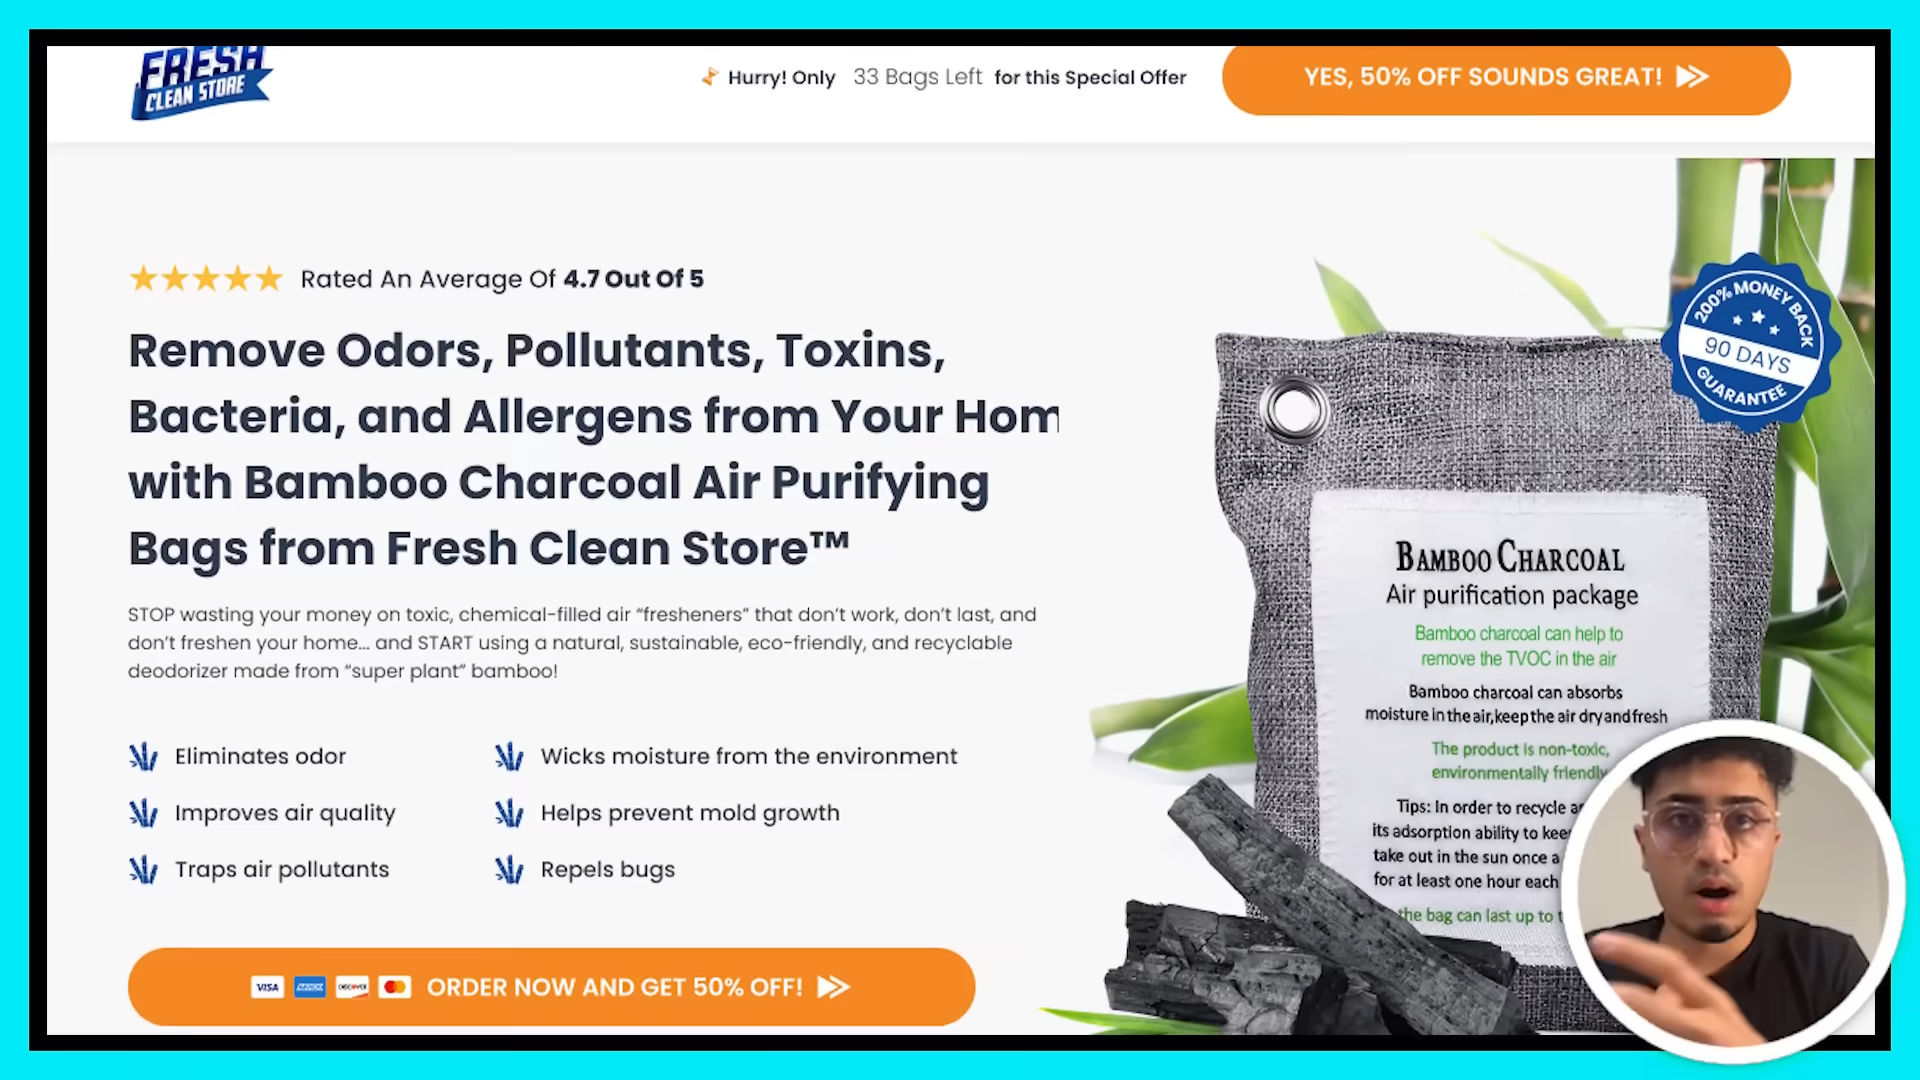 FRESH
CLEAN STORE
Hurry! Only 33 Bags Left for this Special Offer
YES, 50% OFF SOUNDS GREAT!
Rated An Average Of 4.7 Out Of 5
Remove Odors, Pollutants, Toxins,
Bacteria, and Allergens from Your Hom
with Bamboo Charcoal Air Purifying
Bags from Fresh Clean Store™
STOP wasting your money on toxic, chemical-filled air “fresheners” that don’t work, don’t last, and
don’t freshen your home... and START using a natural, sustainable, eco-friendly, and recyclable
deodorizer made from “super plant” bamboo!
Eliminates odor
Wicks moisture from the environment
Improves air quality
Helps prevent mold growth
Traps air pollutants
Repels bugs
VISA
DISCOVER
ORDER NOW AND GET 50% OFF!
200% MONEY BACK
90 DAYS
GUARANTEE
BAMBOO CHARCOAL
Air purification package
Bamboo charcoal can help to
remove the TVOC in the air
Bamboo charcoal can absorbs
moisture in the air,keep the air dry and fresh
The product is non-toxic,
environmentally friendly
Tips: In order to recycle
its adsorption ability to keep
take out in the sun once a
for at least one hour each
the bag can last up to